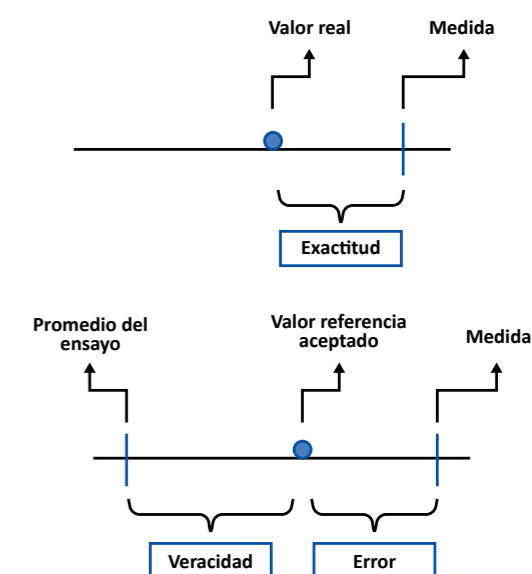 Valor real
Medida
Exactitud
Promedio del
ensayo
Valor referencia
aceptado
Medida
Veracidad
Error